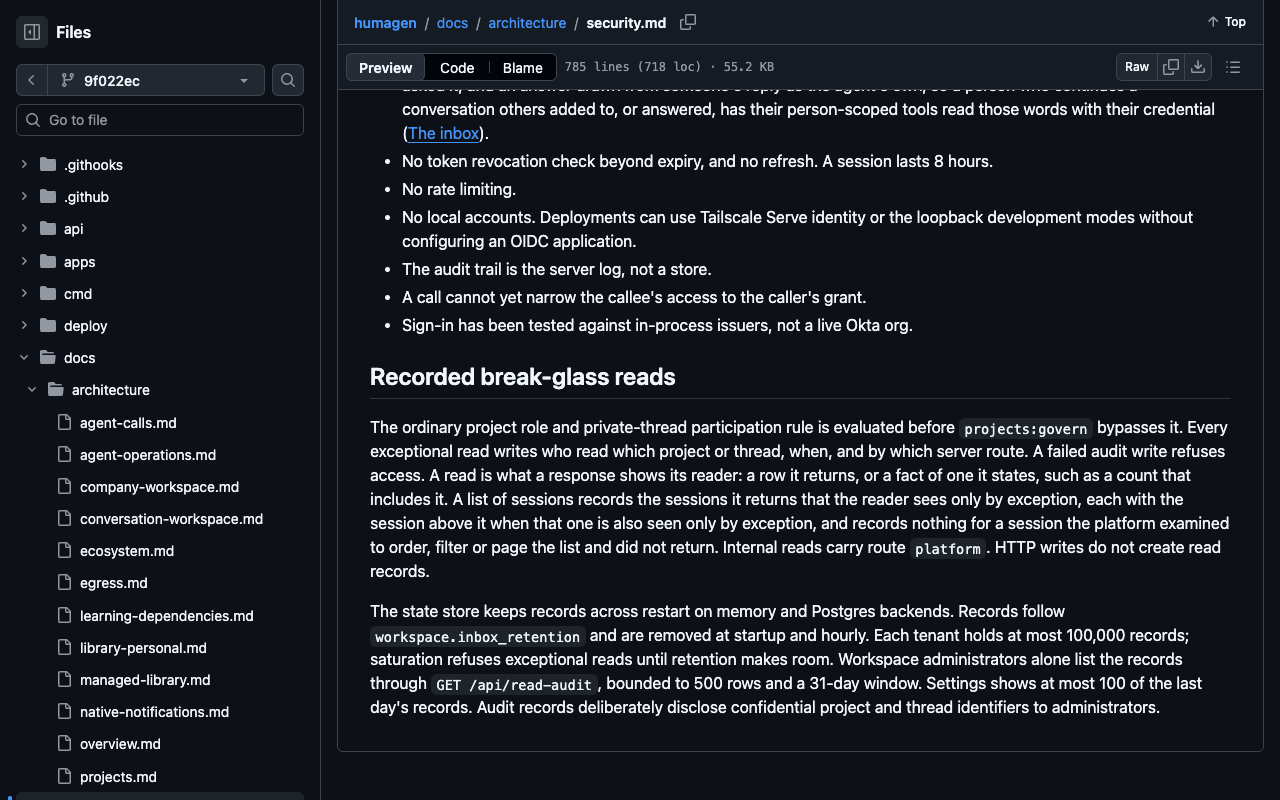 Files
humagen / docs / architecture / security.md
Top
9f022ec
Preview Code Blame 785 lines (718 loc) · 55.2 KB Raw
Go to file
.githooks
.github
api
apps
cmd
deploy
docs
architecture
agent-calls.md
agent-operations.md
company-workspace.md
conversation-workspace.md
ecosystem.md
egress.md
learning-dependencies.md
library-personal.md
managed-library.md
native-notifications.md
overview.md
projects.md
conversation others added to, or answered, has their person-scoped tools read those words with their credential
(The inbox).
• No token revocation check beyond expiry, and no refresh. A session lasts 8 hours.
• No rate limiting.
• No local accounts. Deployments can use Tailscale Serve identity or the loopback development modes without
configuring an OIDC application.
• The audit trail is the server log, not a store.
• A call cannot yet narrow the callee's access to the caller's grant.
• Sign-in has been tested against in-process issuers, not a live Okta org.
Recorded break-glass reads
The ordinary project role and private-thread participation rule is evaluated before projects:govern bypasses it. Every
exceptional read writes who read which project or thread, when, and by which server route. A failed audit write refuses
access. A read is what a response shows its reader: a row it returns, or a fact of one it states, such as a count that
includes it. A list of sessions records the sessions it returns that the reader sees only by exception, each with the
session above it when that one is also seen only by exception, and records nothing for a session the platform examined
to order, filter or page the list and did not return. Internal reads carry route platform. HTTP writes do not create read
records.
The state store keeps records across restart on memory and Postgres backends. Records follow
workspace.inbox_retention and are removed at startup and hourly. Each tenant holds at most 100,000 records;
saturation refuses exceptional reads until retention makes room. Workspace administrators alone list the records
through GET /api/read-audit, bounded to 500 rows and a 31-day window. Settings shows at most 100 of the last
day's records. Audit records deliberately disclose confidential project and thread identifiers to administrators.